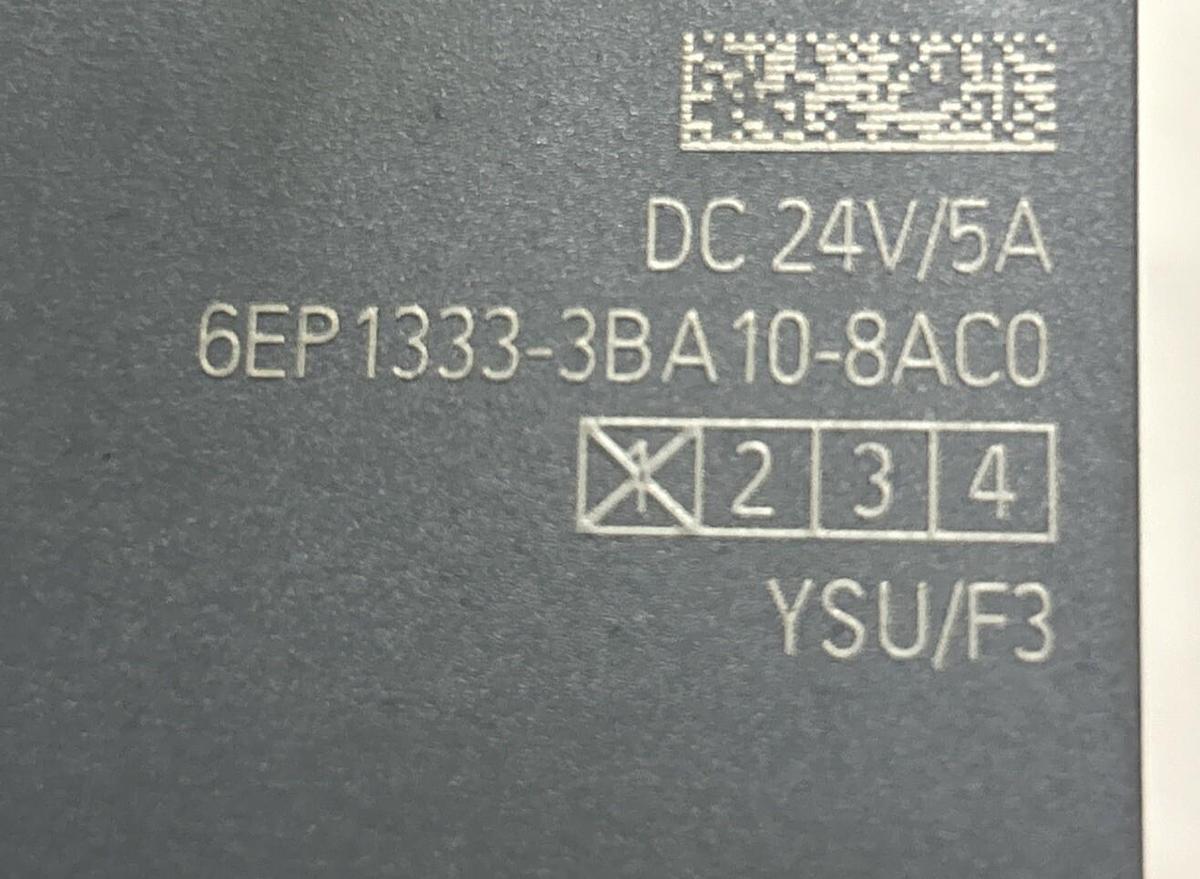 DC 24V/5A
6EP1333-3BA10-8AC0
1 2 3 4
YSU/F3